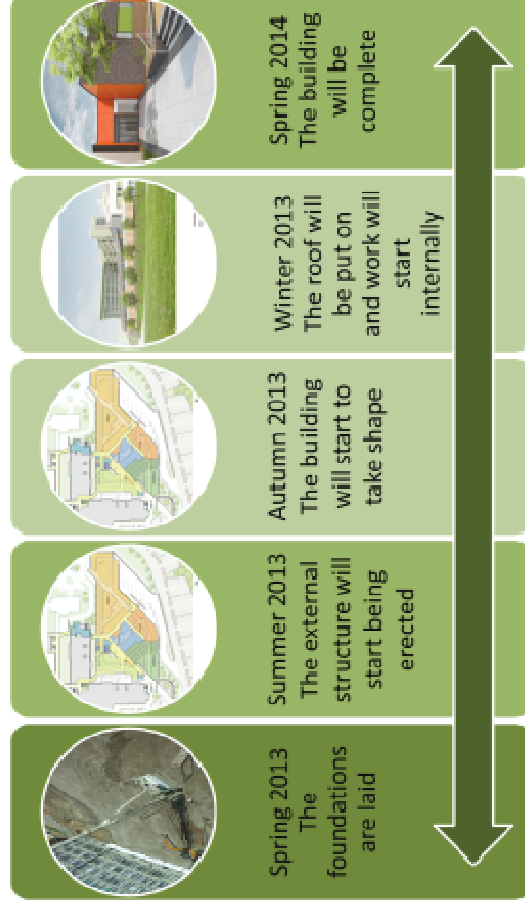 Spring 2013
The
foundations
are laid
Summer 2013
The external
structure will
start being
erected
Autumn 2013
The building
will start to
take shape
Winter 2013
The roof will
be put on
and work will
start
internally
Spring 2014
The building
will be
complete